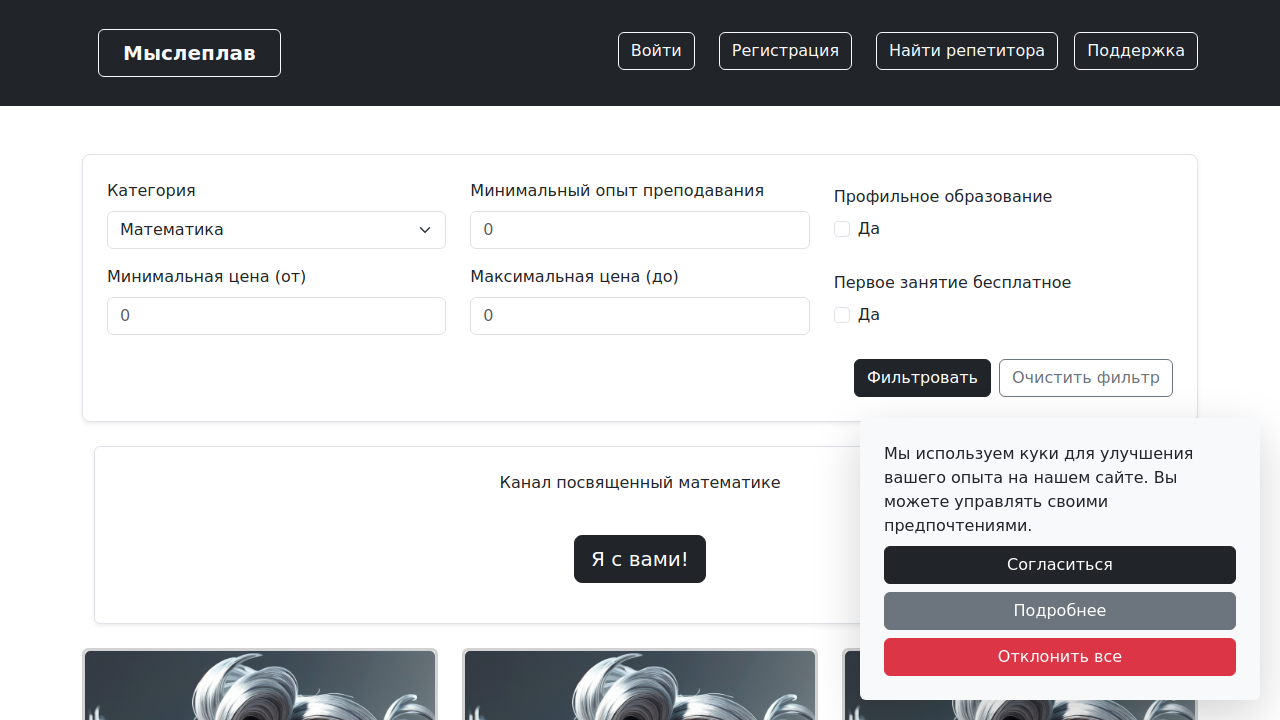 Мыслеплав
Войти
Регистрация
Найти репетитора
Поддержка
Категория
Математика
Минимальный опыт преподавания
0
Профильное образование
Да
Минимальная цена (от)
0
Максимальная цена (до)
0
Первое занятие бесплатное
Да
Фильтровать
Очистить фильтр
Канал посвященный математике
Я с вами!
Мы используем куки для улучшения
вашего опыта на нашем сайте. Вы
можете управлять своими
предпочтениями.
Согласиться
Подробнее
Отклонить все